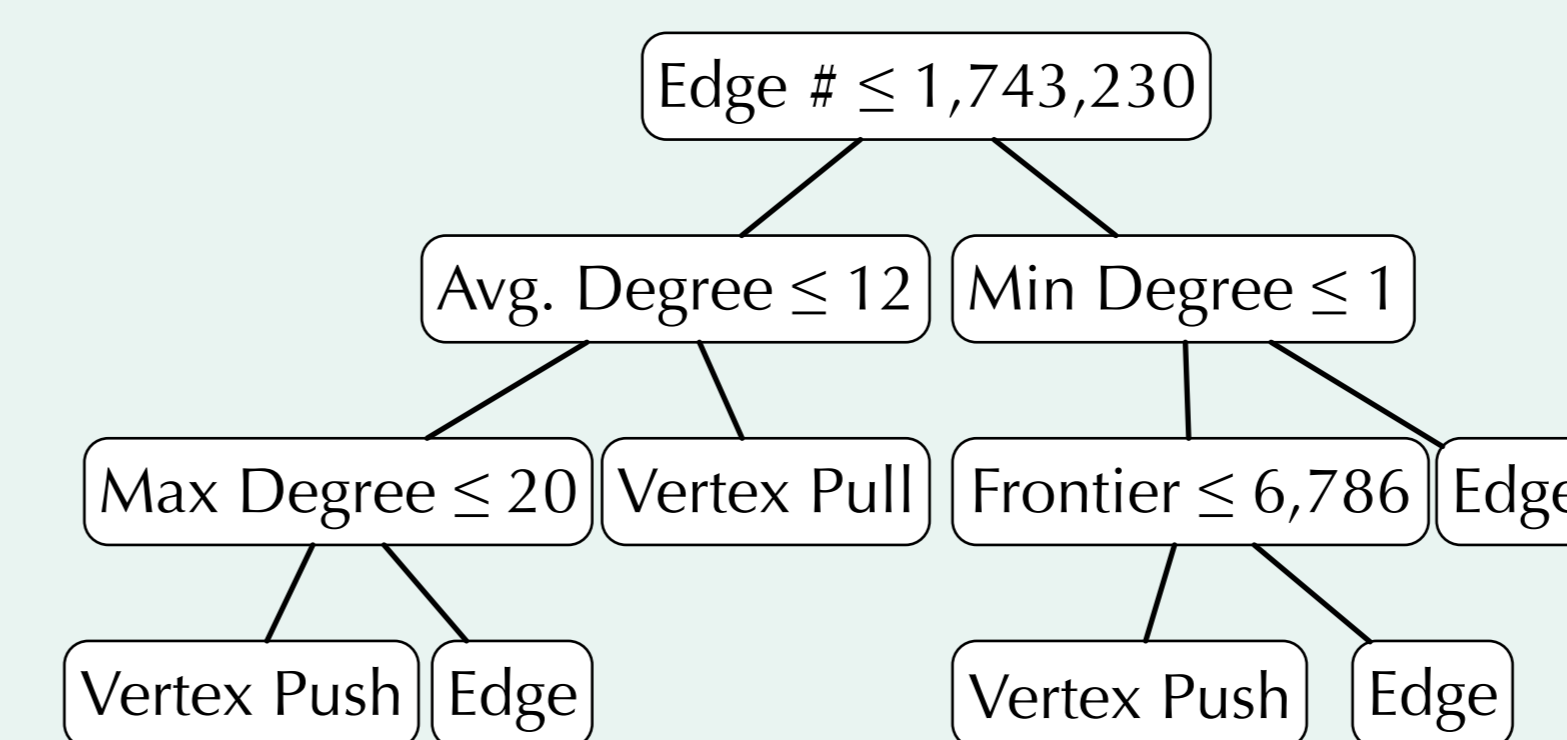 Edge # ≤ 1,743,230
Avg. Degree ≤ 12
Min Degree ≤ 1
Max Degree ≤ 20
Vertex Pull
Frontier ≤ 6,786
Edge
Vertex Push
Edge
Vertex Push
Edge